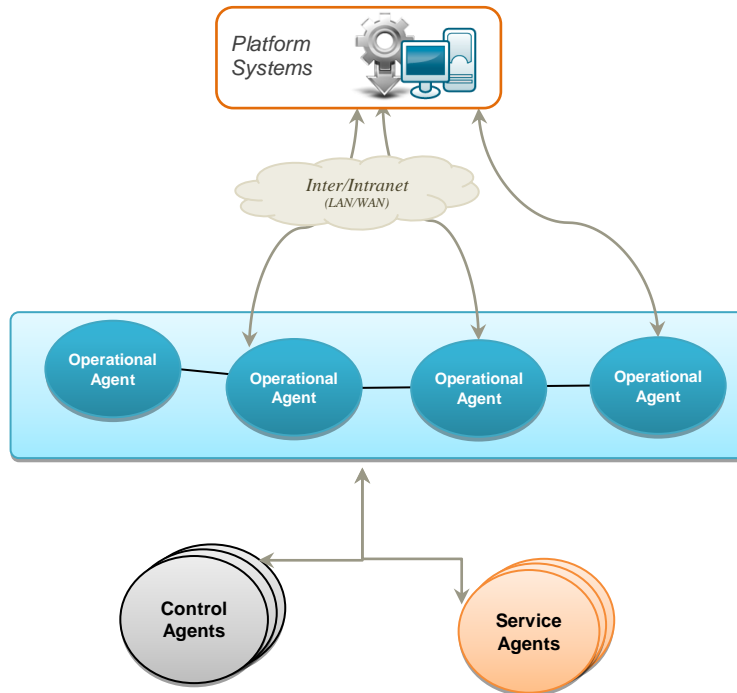 Platform
Systems
Inter/Intranet
(LAN/WAN)
Operational
Agent
Operational
Agent
Operational
Agent
Operational
Agent
Control
Agents
Service
Agents